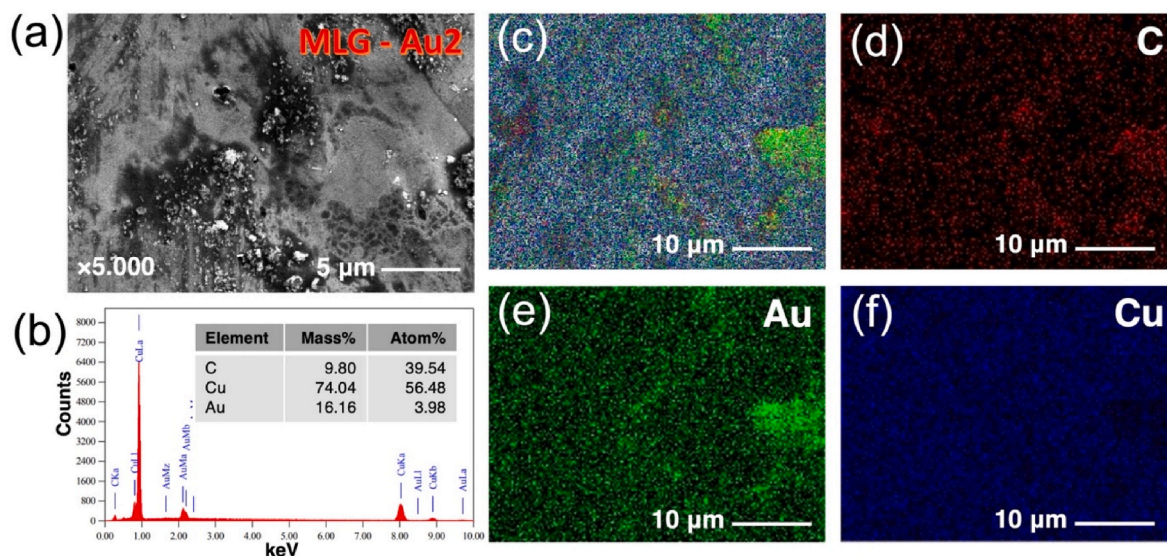 (a)
MLG - Au2
×5.000
5 µm
(b)
Counts
8000
7200
6400
5600
4800
4000
3200
2400
1600
800
0
CKa
CuLl
CuLa
AuMz
AuMa
AuMb
CuKa
AuLl
CuKb
AuLa
Element Mass% Atom%
C 9.80 39.54
Cu 74.04 56.48
Au 16.16 3.98
0.00 1.00 2.00 3.00 4.00 5.00 6.00 7.00 8.00 9.00 10.00
keV
(c)
10 µm
(d)
C
10 µm
(e)
Au
10 µm
(f)
Cu
10 µm